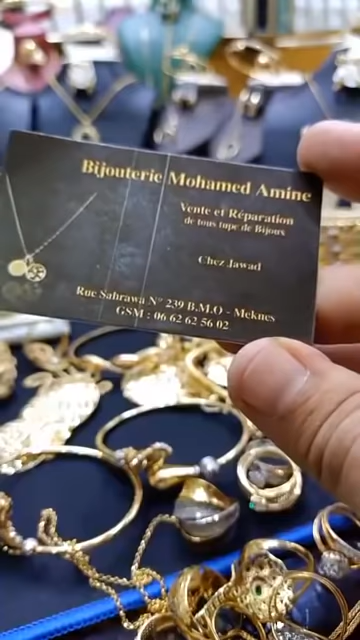 Bijouterie Mohamed Amine
Vente et Réparation
de tous tupe de Bijoux
Chez Jawad
Rue Sahrawa N° 239 B.M.O - Meknes
GSM : 06 62 62 56 02